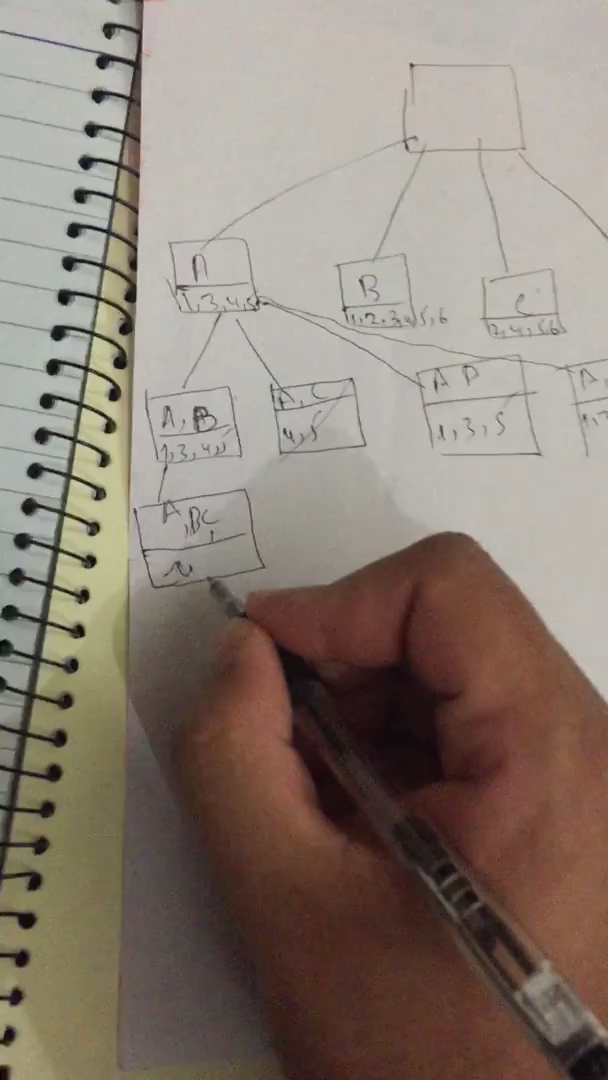 A
1,3,4,5
B
1,2,3,4,5,6
C
2,4,5,6
A, B
1,3,4,5
A, C
4,5
A D
1,3,5
A,
A,BC,